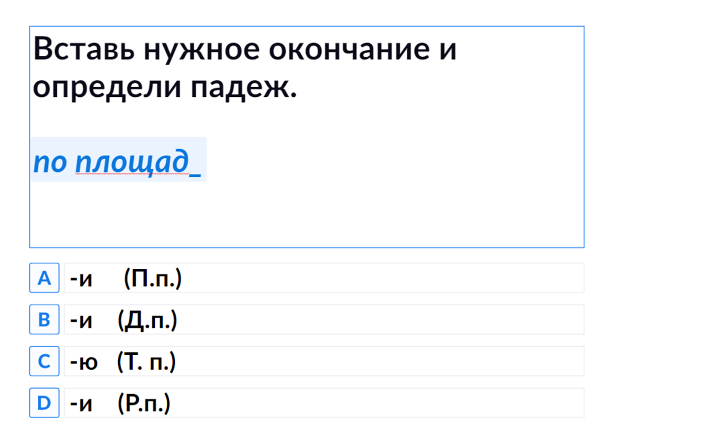 Вставь нужное окончание и
определи падеж.
по площад_
A -и (П.п.)
B -и (Д.п.)
C -ю (Т. п.)
D -и (Р.п.)